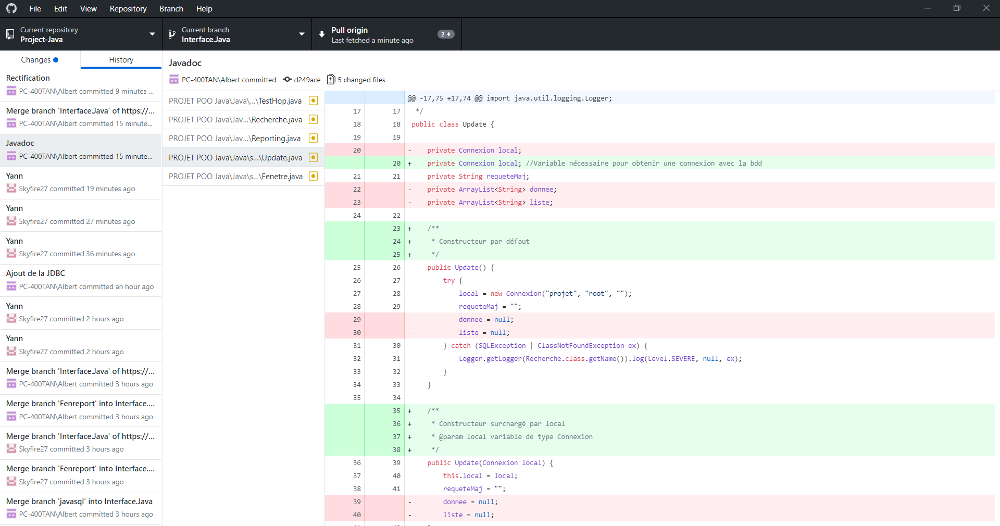 File Edit View Repository Branch Help
Current repository
Project-Java
Current branch
Interface.Java
Pull origin
Last fetched a minute ago
2
Changes
History
Rectification
PC-400TAN\Albert committed 9 minutes ...
Merge branch 'Interface.Java' of https://...
PC-400TAN\Albert committed 15 minute...
Javadoc
PC-400TAN\Albert committed 15 minute...
Yann
Skyfire27 committed 19 minutes ago
Yann
Skyfire27 committed 27 minutes ago
Yann
Skyfire27 committed 36 minutes ago
Ajout de la JDBC
PC-400TAN\Albert committed an hour ago
Yann
Skyfire27 committed 2 hours ago
Yann
Skyfire27 committed 2 hours ago
Merge branch 'Interface.Java' of https://...
PC-400TAN\Albert committed 3 hours ago
Merge branch 'Fenreport' into Interface....
PC-400TAN\Albert committed 3 hours ago
Merge branch 'Interface.Java' of https://...
Skyfire27 committed 3 hours ago
Merge branch 'Fenreport' into Interface....
Skyfire27 committed 3 hours ago
Merge branch 'javasql' into Interface.Java
PC-400TAN\Albert committed 3 hours ago
Javadoc
PC-400TAN\Albert committed d249ace 5 changed files
PROJET POO Java\Java\...\TestHop.java
PROJET POO Java\Jav...\Recherche.java
PROJET POO Java\Jav...\Reporting.java
PROJET POO Java\Java\s...\Update.java
PROJET POO Java\Java\s...\Fenetre.java
@@ -17,75 +17,74 @@ import java.util.logging.Logger;
17 17 */
18 18 public class Update {
19 19
20 - private Connexion local;
20 + private Connexion local; //Variable nécessaire pour obtenir une connexion avec la bdd
21 21 private String requeteMaj;
22 - private ArrayList<String> donnee;
23 - private ArrayList<String> liste;
24 22
23 + /**
24 + * Constructeur par défaut
25 + */
25 26 public Update() {
26 27 try {
27 28 local = new Connexion("projet", "root", "");
28 29 requeteMaj = "";
29 - donnee = null;
30 - liste = null;
31 30 } catch (SQLException | ClassNotFoundException ex) {
32 31 Logger.getLogger(Recherche.class.getName()).log(Level.SEVERE, null, ex);
33 32 }
34 33 }
35 34
35 + /**
36 + * Constructeur surchargé par local
37 + * @param local variable de type Connexion
38 + */
36 39 public Update(Connexion local) {
37 40 this.local = local;
38 41 requeteMaj = "";
39 - donnee = null;
40 - liste = null;